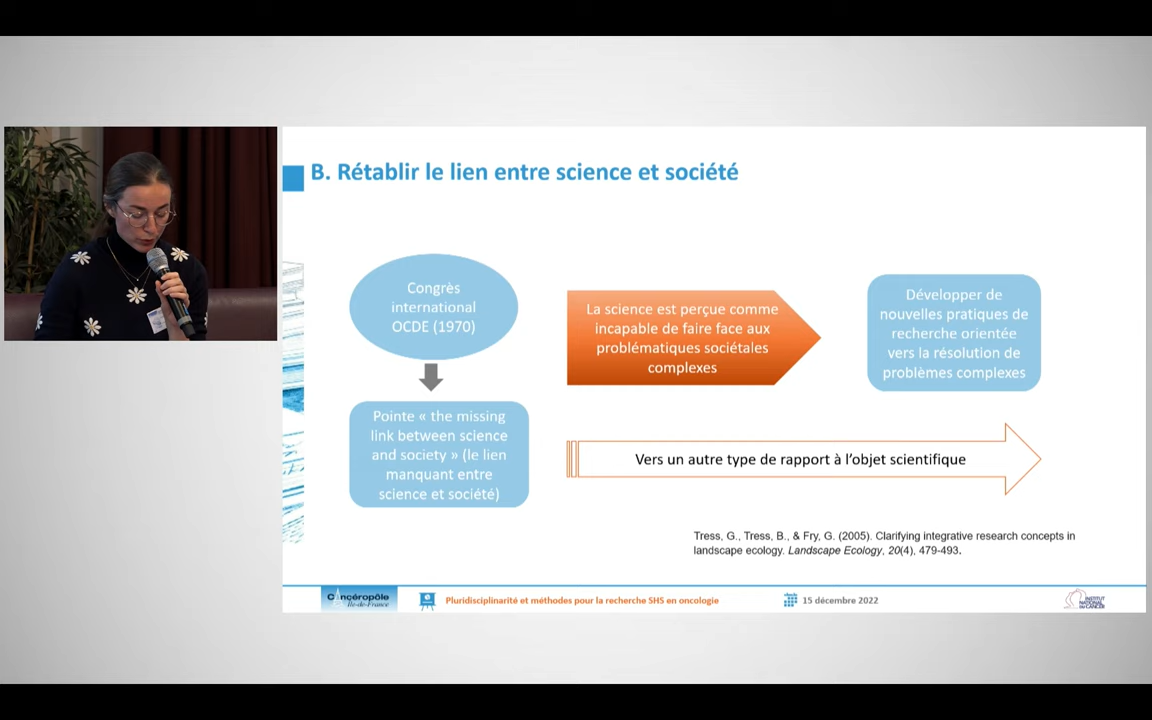 B. Rétablir le lien entre science et société
Congrès
international
OCDE (1970)
Pointe « the missing
link between science
and society » (le lien
manquant entre
science et société)
La science est perçue comme
incapable de faire face aux
problématiques sociétales
complexes
Développer de
nouvelles pratiques de
recherche orientée
vers la résolution de
problèmes complexes
Vers un autre type de rapport à l’objet scientifique
Tress, G., Tress, B., & Fry, G. (2005). Clarifying integrative research concepts in
landscape ecology. Landscape Ecology, 20(4), 479-493.
Cancéropôle
Île-de-France
Pluridisciplinarité et méthodes pour la recherche SHS en oncologie
15 décembre 2022
INSTITUT
NATIONAL
DU CANCER